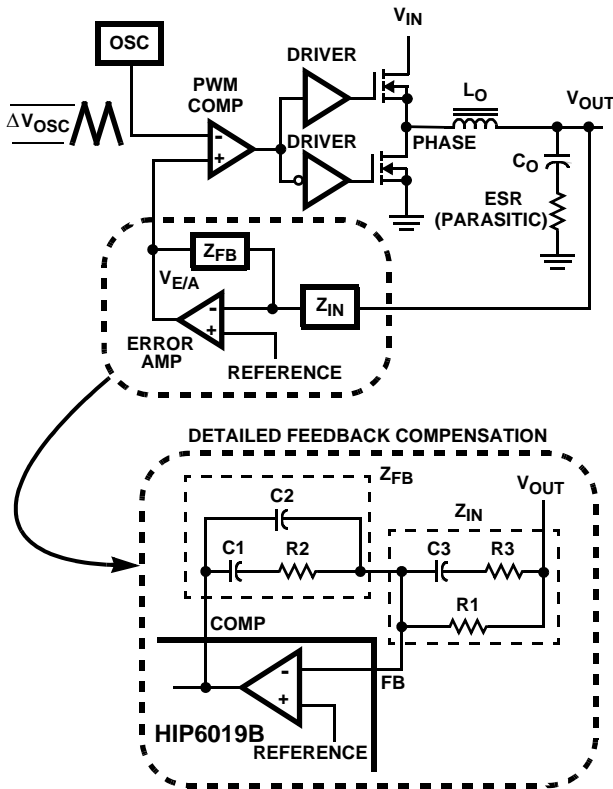 OSC
V_IN
DRIVER
PWM
COMP
L_O
V_OUT
ΔV_OSC
-
+
DRIVER
PHASE
C_O
ESR
(PARASITIC)
Z_FB
V_E/A
Z_IN
-
+
ERROR
AMP
REFERENCE
DETAILED FEEDBACK COMPENSATION
Z_FB
V_OUT
C2
Z_IN
C1
R2
C3
R3
R1
COMP
-
+
FB
HIP6019B
REFERENCE